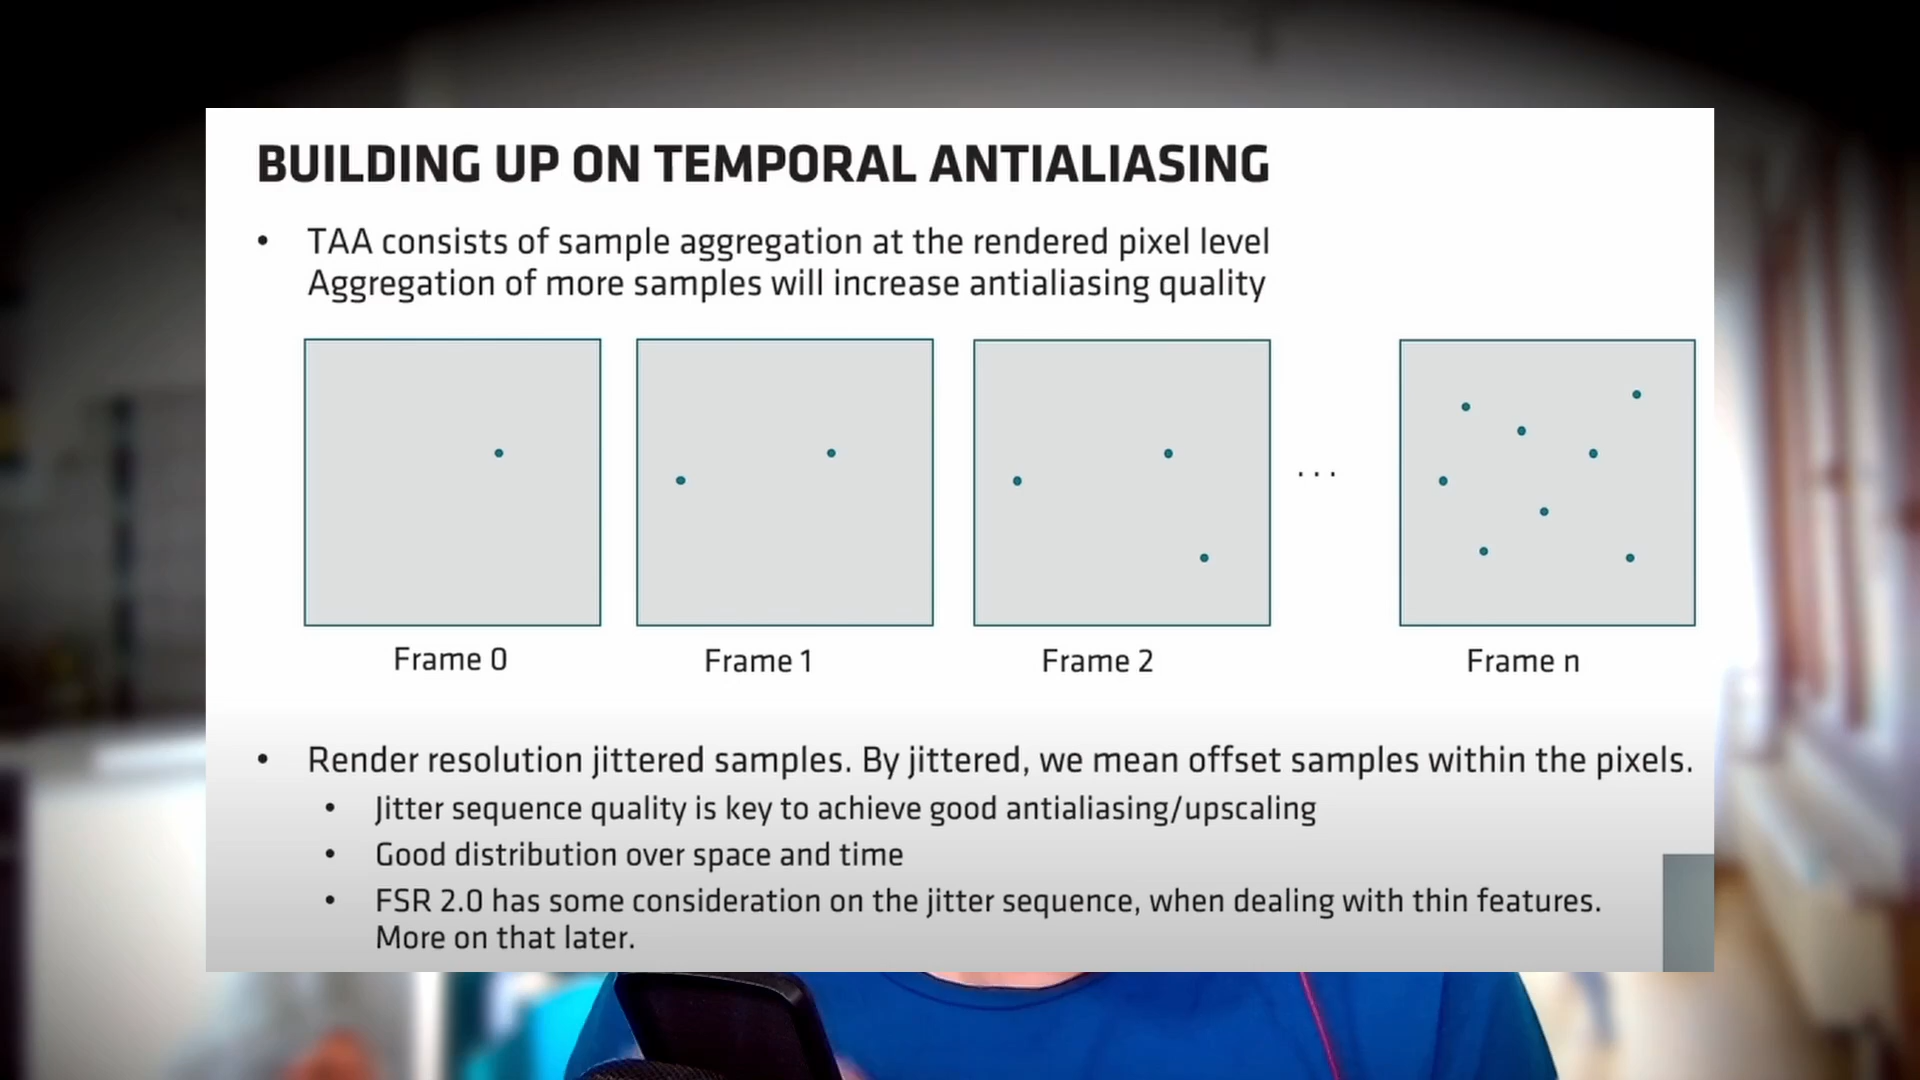 BUILDING UP ON TEMPORAL ANTIALIASING
• TAA consists of sample aggregation at the rendered pixel level
Aggregation of more samples will increase antialiasing quality
. . .
Frame 0 Frame 1 Frame 2 Frame n
• Render resolution jittered samples. By jittered, we mean offset samples within the pixels.
• Jitter sequence quality is key to achieve good antialiasing/upscaling
• Good distribution over space and time
• FSR 2.0 has some consideration on the jitter sequence, when dealing with thin features.
More on that later.